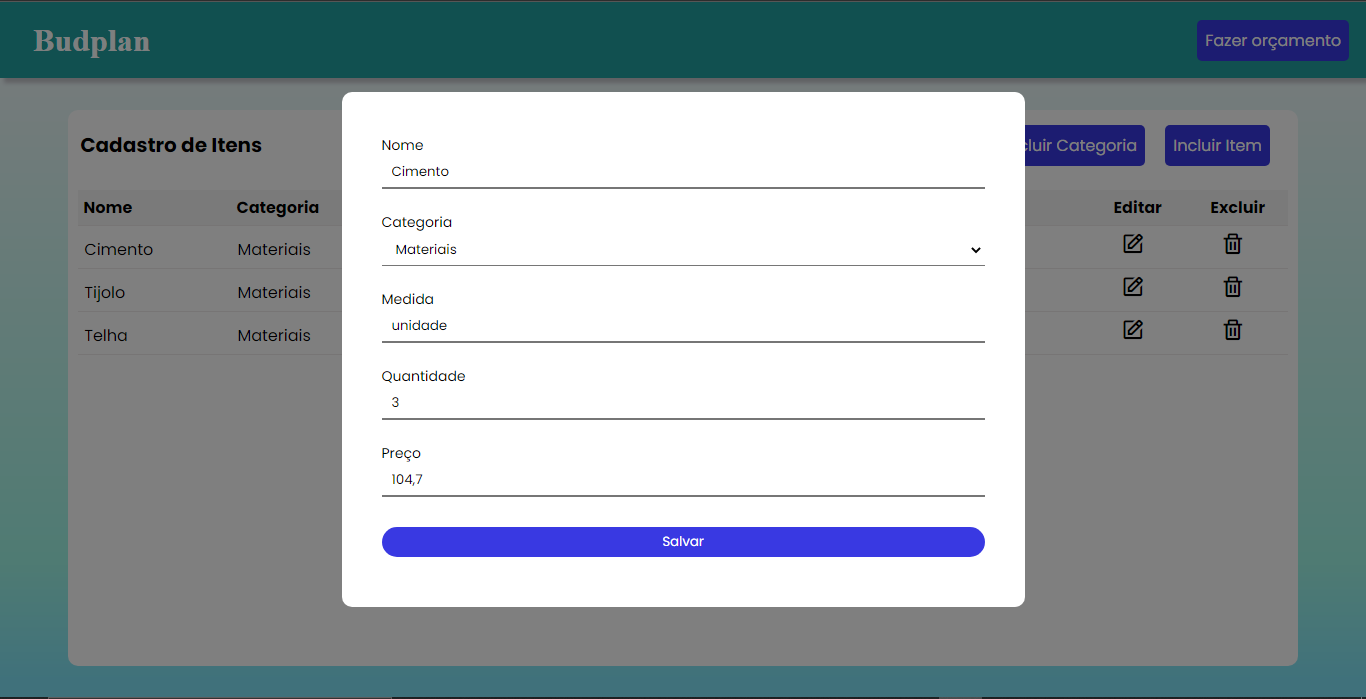 Budplan
Fazer orçamento
Cadastro de Itens
cluir Categoria
Incluir Item
Nome
Categoria
Editar
Excluir
Cimento
Materiais
Tijolo
Materiais
Telha
Materiais
Nome
Cimento
Categoria
Materiais
Medida
unidade
Quantidade
3
Preço
104,7
Salvar